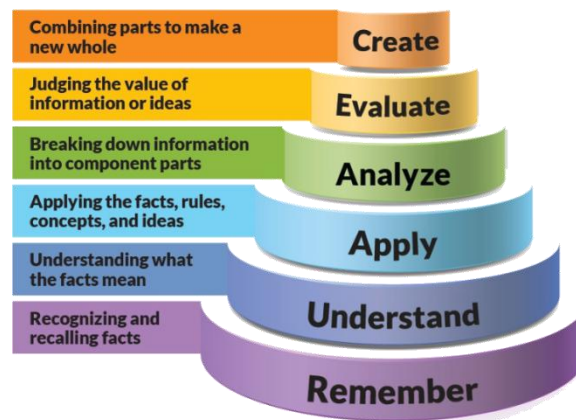 Combining parts to make a
new whole
Create
Judging the value of
information or ideas
Evaluate
Breaking down information
into component parts
Analyze
Applying the facts, rules,
concepts, and ideas
Apply
Understanding what
the facts mean
Understand
Recognizing and
recalling facts
Remember